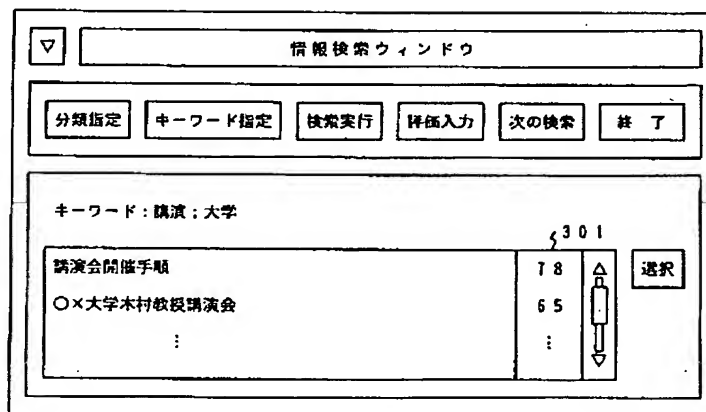 ▽ 情報検索ウィンドウ
分類指定 キーワード指定 検索実行 評価入力 次の検索 終 了
キーワード：講演；大学
301
講演会開催手順 78 選択
○×大学木村教授講演会 65
⋮ ⋮